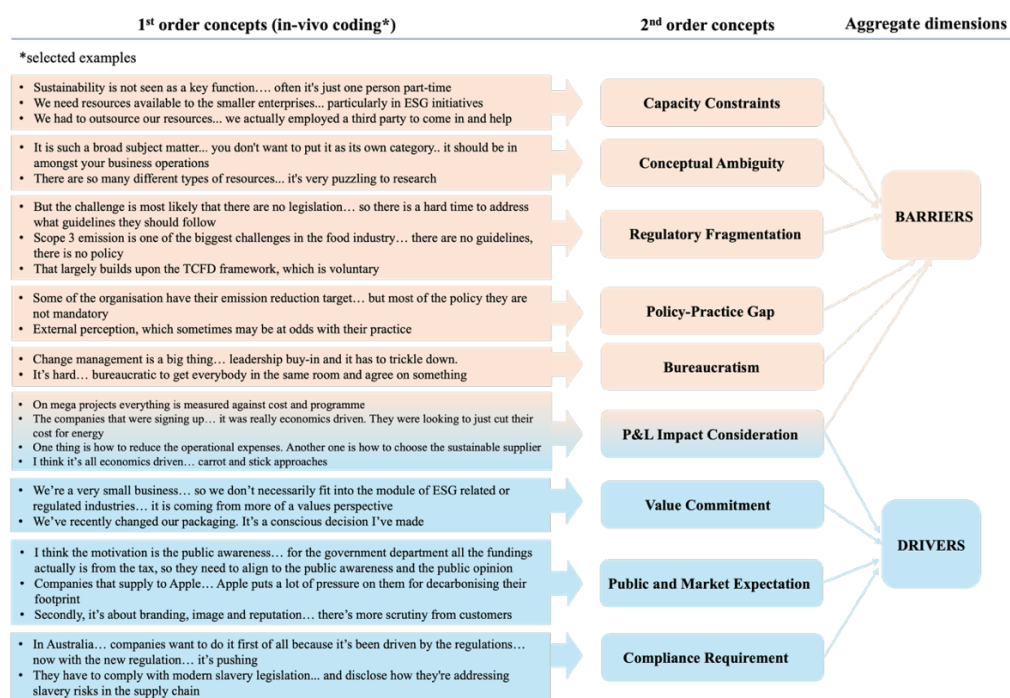 1st order concepts (in-vivo coding*)
2nd order concepts
Aggregate dimensions
*selected examples
• Sustainability is not seen as a key function…. often it's just one person part-time
• We need resources available to the smaller enterprises... particularly in ESG initiatives
• We had to outsource our resources... we actually employed a third party to come in and help
Capacity Constraints
• It is such a broad subject matter... you don't want to put it as its own category.. it should be in
amongst your business operations
• There are so many different types of resources... it's very puzzling to research
Conceptual Ambiguity
• But the challenge is most likely that there are no legislation… so there is a hard time to address
what guidelines they should follow
• Scope 3 emission is one of the biggest challenges in the food industry… there are no guidelines,
there is no policy
• That largely builds upon the TCFD framework, which is voluntary
Regulatory Fragmentation
BARRIERS
• Some of the organisation have their emission reduction target… but most of the policy they are
not mandatory
• External perception, which sometimes may be at odds with their practice
Policy-Practice Gap
• Change management is a big thing… leadership buy-in and it has to trickle down.
• It's hard… bureaucratic to get everybody in the same room and agree on something
Bureaucratism
• On mega projects everything is measured against cost and programme
• The companies that were signing up… it was really economics driven. They were looking to just cut their
cost for energy
• One thing is how to reduce the operational expenses. Another one is how to choose the sustainable supplier
• I think it's all economics driven… carrot and stick approaches
P&L Impact Consideration
• We're a very small business… so we don't necessarily fit into the module of ESG related or
regulated industries… it is coming from more of a values perspective
• We've recently changed our packaging. It's a conscious decision I've made
Value Commitment
DRIVERS
• I think the motivation is the public awareness… for the government department all the fundings
actually is from the tax, so they need to align to the public awareness and the public opinion
• Companies that supply to Apple… Apple puts a lot of pressure on them for decarbonising their
footprint
• Secondly, it's about branding, image and reputation… there's more scrutiny from customers
Public and Market Expectation
• In Australia… companies want to do it first of all because it's been driven by the regulations…
now with the new regulation… it's pushing
• They have to comply with modern slavery legislation... and disclose how they're addressing
slavery risks in the supply chain
Compliance Requirement